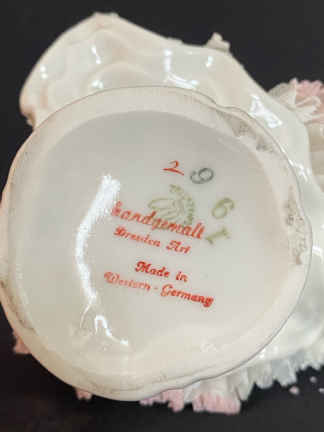 2961
handgemalt
Dresden Art
Made in
Western - Germany